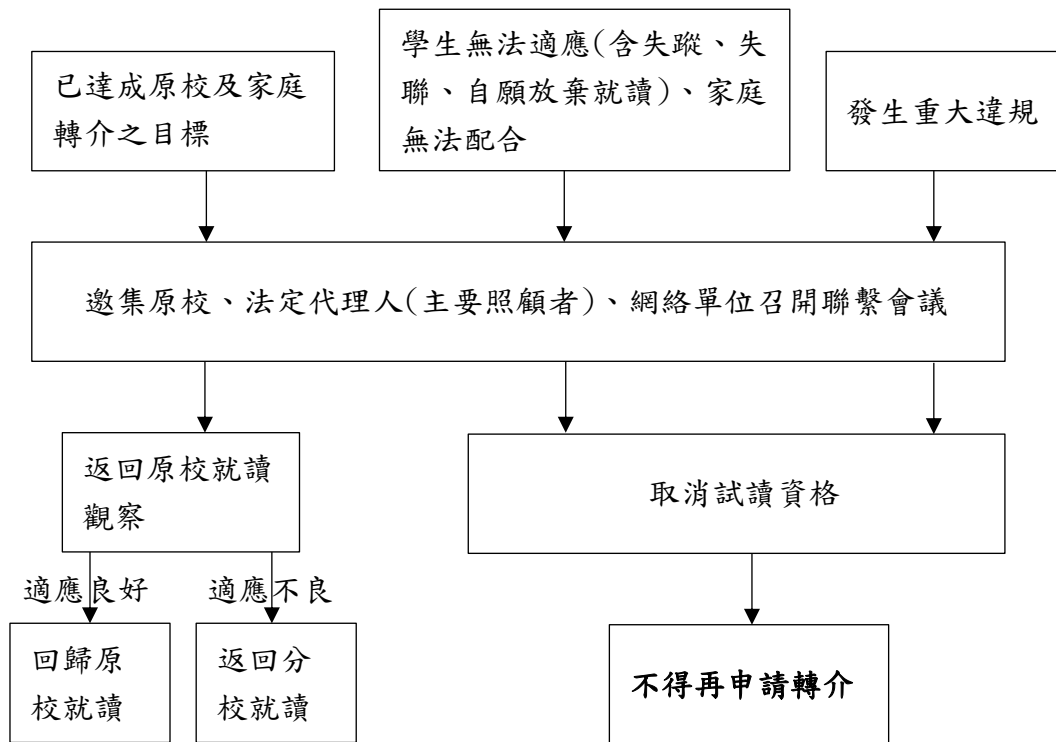 已達成原校及家庭
轉介之目標
學生無法適應(含失蹤、失
聯、自願放棄就讀)、家庭
無法配合
發生重大違規
邀集原校、法定代理人(主要照顧者)、網絡單位召開聯繫會議
返回原校就讀
觀察
取消試讀資格
適應良好
適應不良
回歸原
校就讀
返回分
校就讀
不得再申請轉介